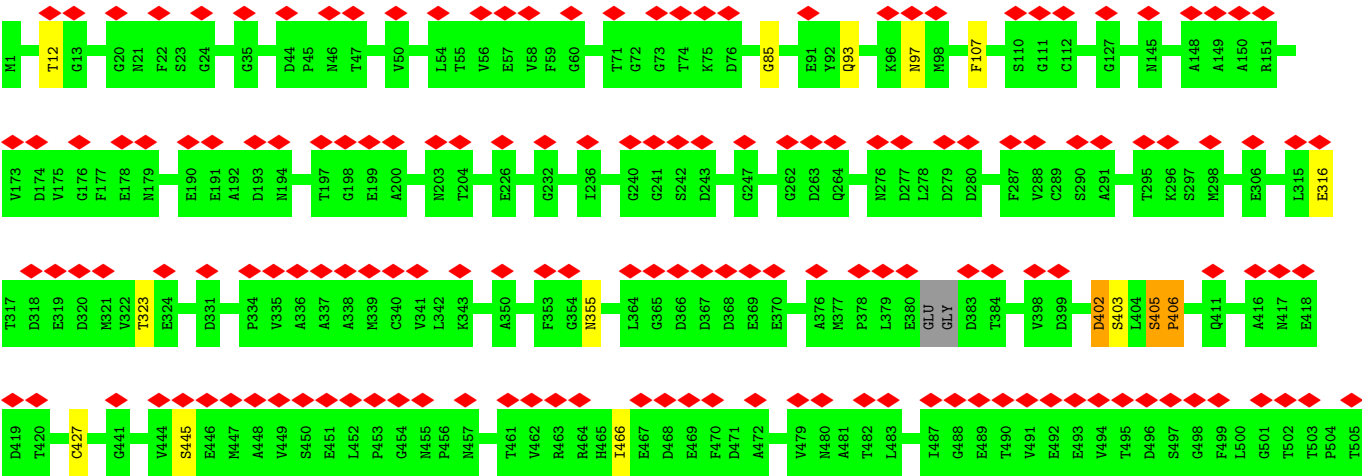 M1 T12 G13 G20 N21 F22 S23 G24 G35 D44 P45 N46 T47 V50 L54 T55 V56 E57 V58 F59 G60 T71 G72 G73 T74 K75 D76 G85 E91 Y92 Q93 K96 N97 M98 F107 S110 G111 C112 G127 N145 A148 A149 A150 R151
V173 D174 V175 G176 F177 E178 N179 E190 E191 A192 D193 N194 T197 G198 E199 A200 N203 T204 E226 G232 I236 G240 G241 S242 D243 G247 G262 D263 Q264 N276 D277 L278 D279 D280 F287 V288 C289 S290 A291 T295 K296 S297 M298 E306 L315 E316
T317 D318 E319 D320 M321 V322 T323 E324 D331 P334 V335 A336 A337 A338 M339 C340 V341 L342 K343 A350 F353 G354 N355 L364 G365 D366 D367 D368 E369 E370 A376 M377 P378 L379 E380 GLU GLY D383 T384 V398 D399 D402 S403 L404 S405 P406 Q411 A416 N417 E418
D419 T420 C427 G441 V444 S445 E446 M447 A448 V449 S450 E451 L452 P453 G454 N455 P456 N457 T461 V462 R463 R464 H465 I466 E467 D468 E469 F470 D471 A472 V479 N480 A481 T482 L483 I487 G488 E489 T490 V491 E492 E493 V494 T495 D496 S497 G498 F499 L500 G501 T502 T503 P504 T505